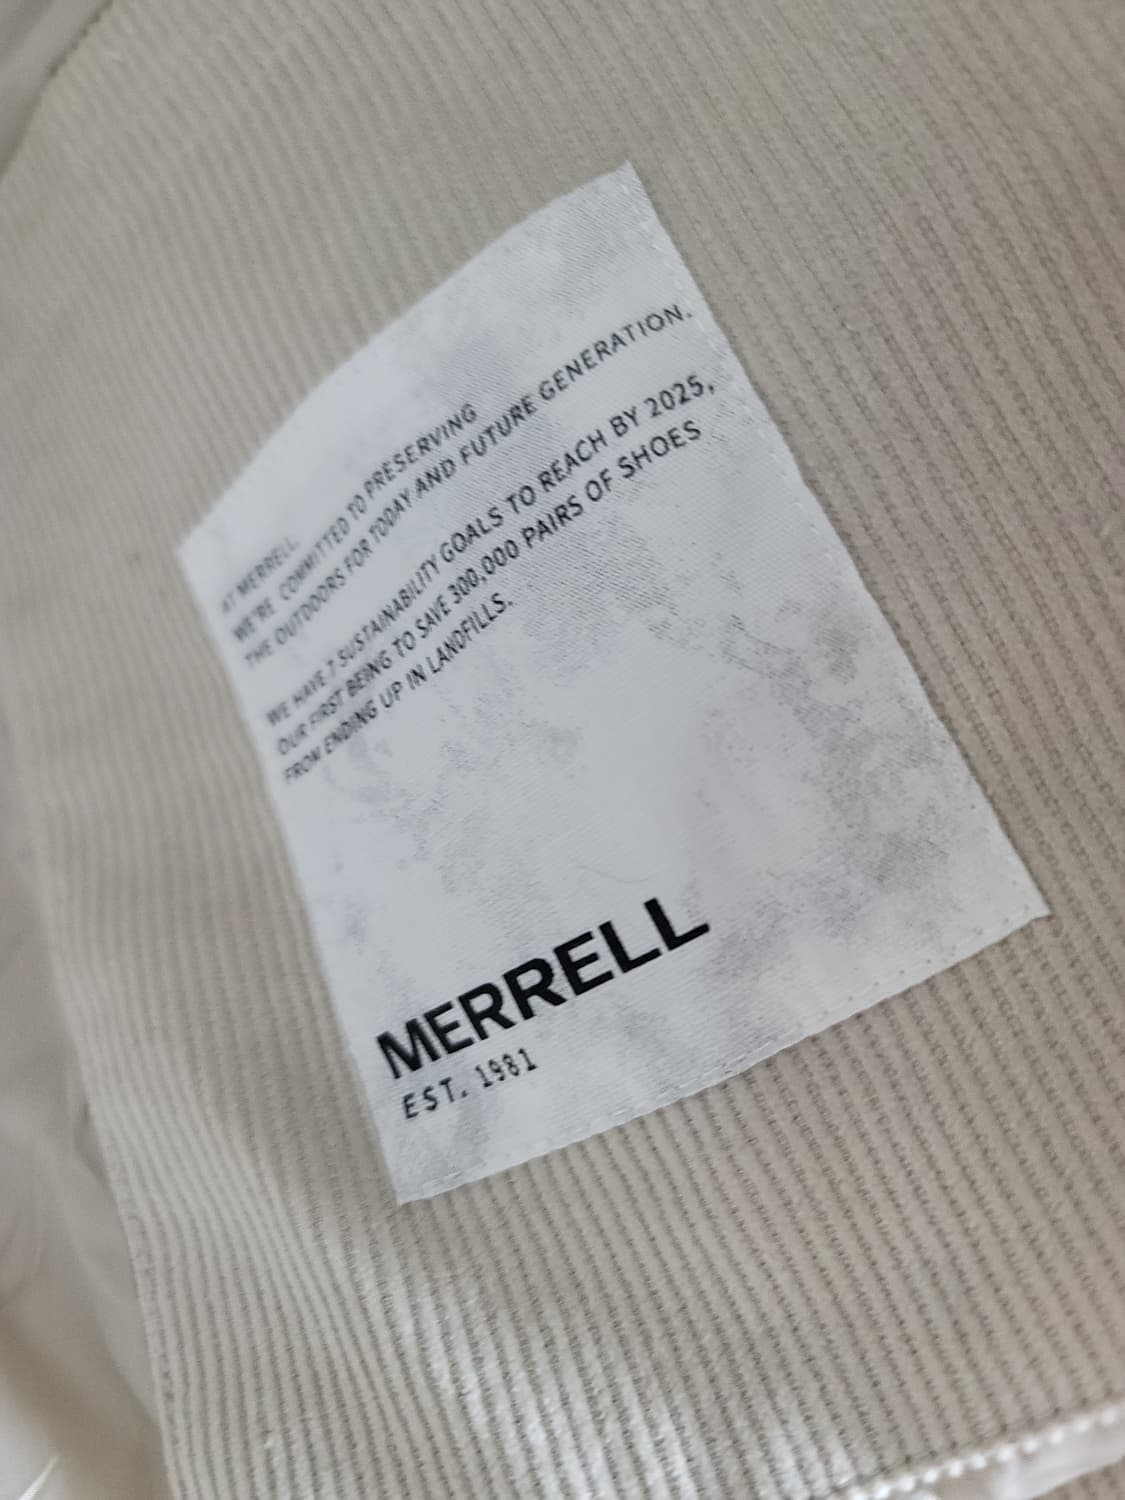 AT MERRELL,
WE'RE COMMITTED TO PRESERVING
THE OUTDOORS FOR TODAY AND FUTURE GENERATION.
WE HAVE 7 SUSTAINABILITY GOALS TO REACH BY 2025,
OUR FIRST BEING TO SAVE 300,000 PAIRS OF SHOES
FROM ENDING UP IN LANDFILLS.
MERRELL
EST. 1981